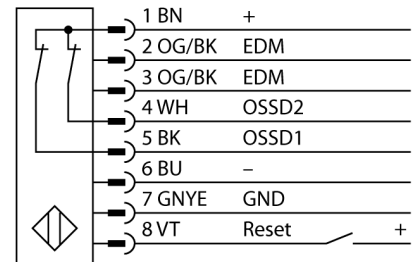 1 BN +
2 OG/BK EDM
3 OG/BK EDM
4 WH OSSD2
5 BK OSSD1
6 BU –
7 GNYE GND
8 VT Reset +